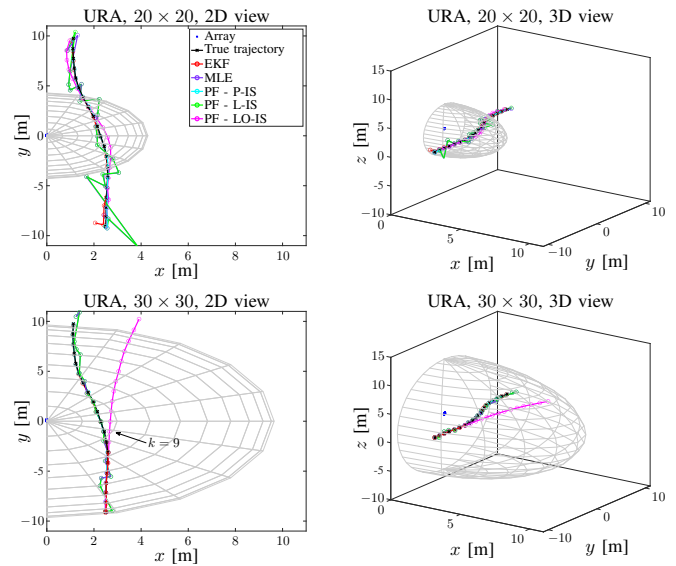 URA, 20 × 20, 2D view
10
5
0
−5
−10
y [m]
0
2
4
6
8
10
x [m]
Array
True trajectory
EKF
MLE
PF - P-IS
PF - L-IS
PF - LO-IS
URA, 20 × 20, 3D view
15
10
5
0
−5
−10
z [m]
0
5
10
x [m]
−10
0
10
y [m]
URA, 30 × 30, 2D view
10
5
0
−5
−10
y [m]
k = 9
0
2
4
6
8
10
x [m]
URA, 30 × 30, 3D view
15
10
5
0
−5
−10
z [m]
0
5
10
x [m]
−10
0
10
y [m]